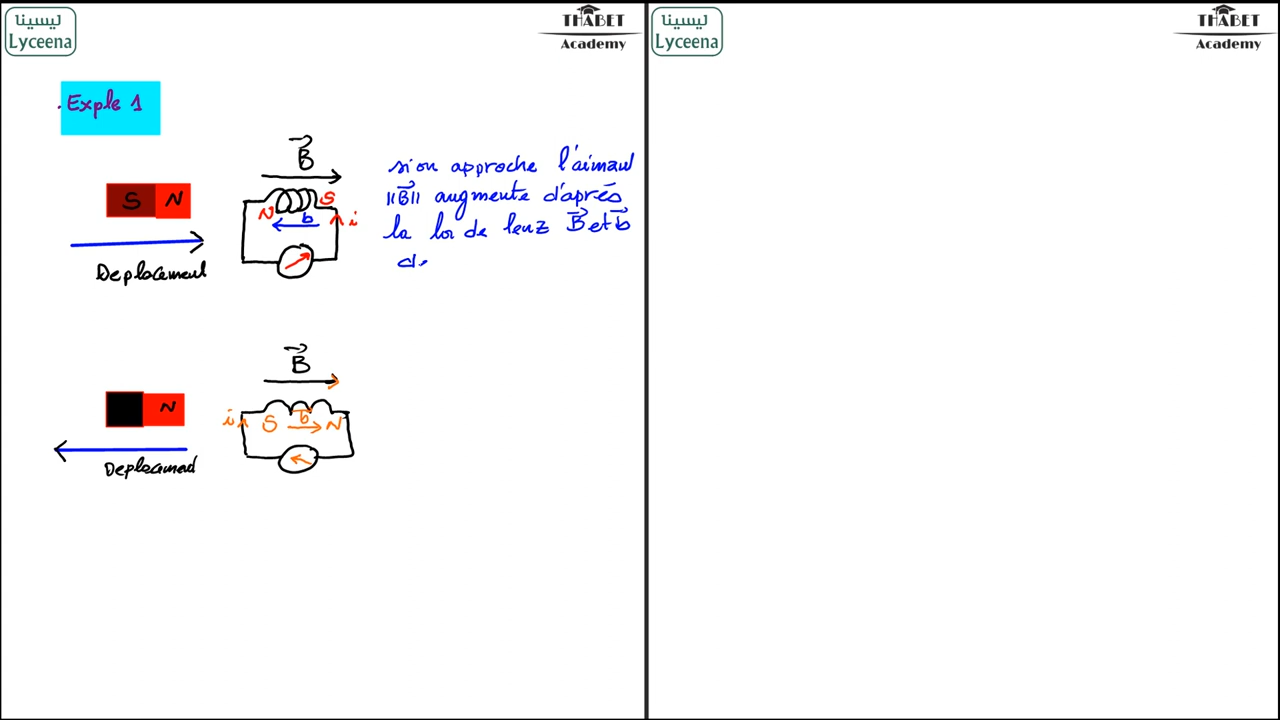 ليسينا
Lyceena
THABET
Academy
ليسينا
Lyceena
THABET
Academy
Exple 1
B
S N
N S
b
i
Deplacement
si on approche l'aimant
||B|| augmente d'après
la loi de lenz B et b
de
B
N
i S b N
Deplacement